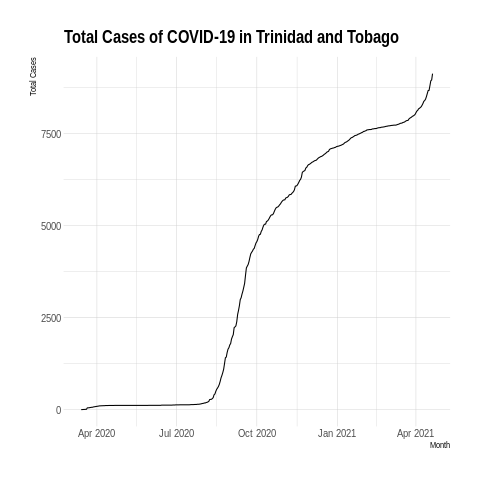 Total Cases of COVID-19 in Trinidad and Tobago
Total Cases
7500
5000
2500
0
Apr 2020 Jul 2020 Oct 2020 Jan 2021 Apr 2021
Month